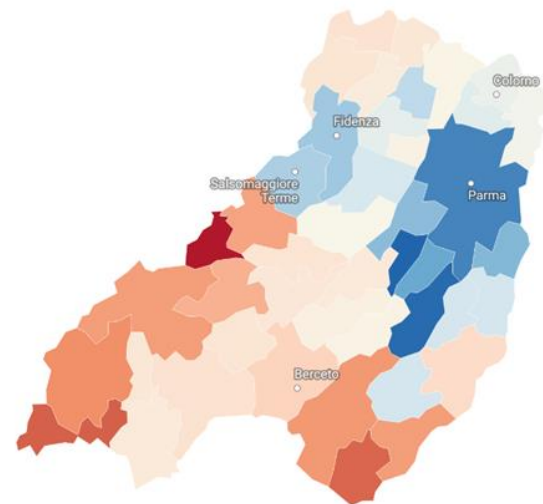 Colorno
Fidenza
Salsomaggiore
Terme
Parma
Berceto